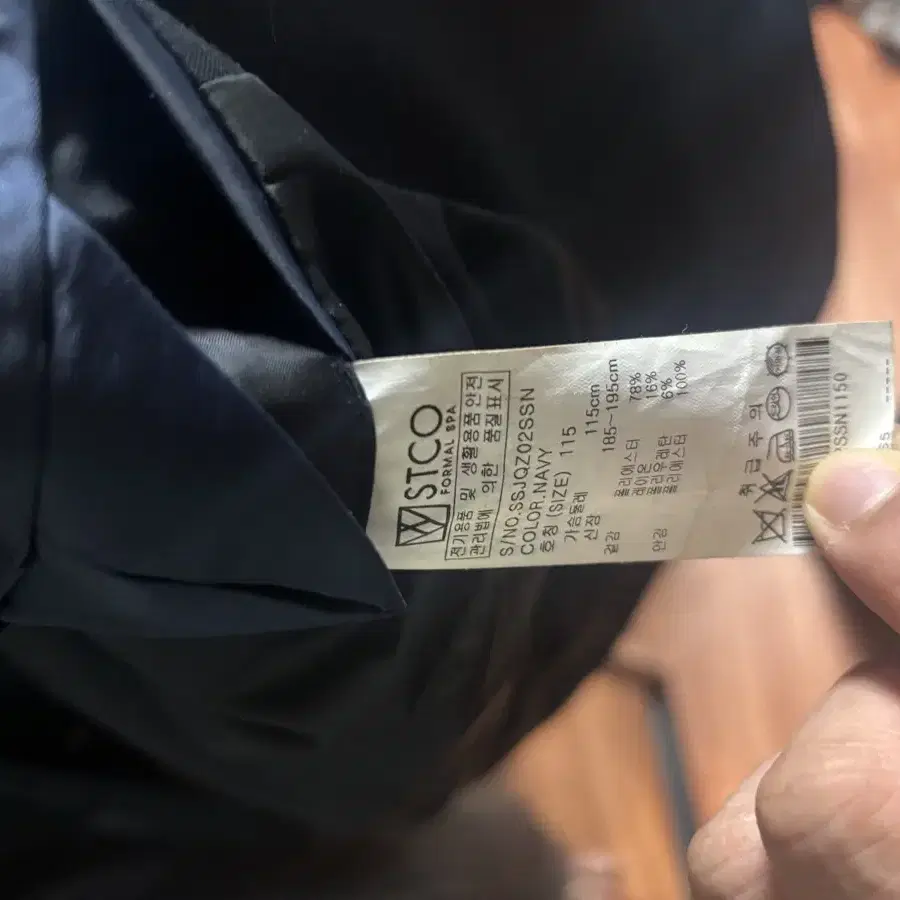 STCO
FORMAL SPA
전기용품 및 생활용품 안전
관리법에 의한 품질표시
S/NO.SSJQZ02SSN
COLOR.NAVY
호칭 (SIZE) 115
가슴둘레 115cm
신장 185~195cm
겉감 폴리에스터 78%
레이온 16%
폴리우레탄 6%
안감 폴리에스터 100%
취 급 주 의
SSN1150